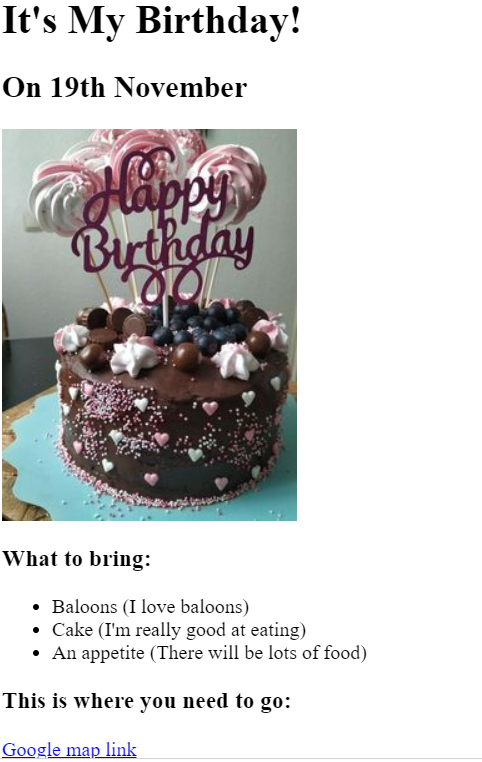 It's My Birthday!
On 19th November
Happy
Birthday
What to bring:
Baloons (I love baloons)
Cake (I'm really good at eating)
An appetite (There will be lots of food)
This is where you need to go:
Google map link